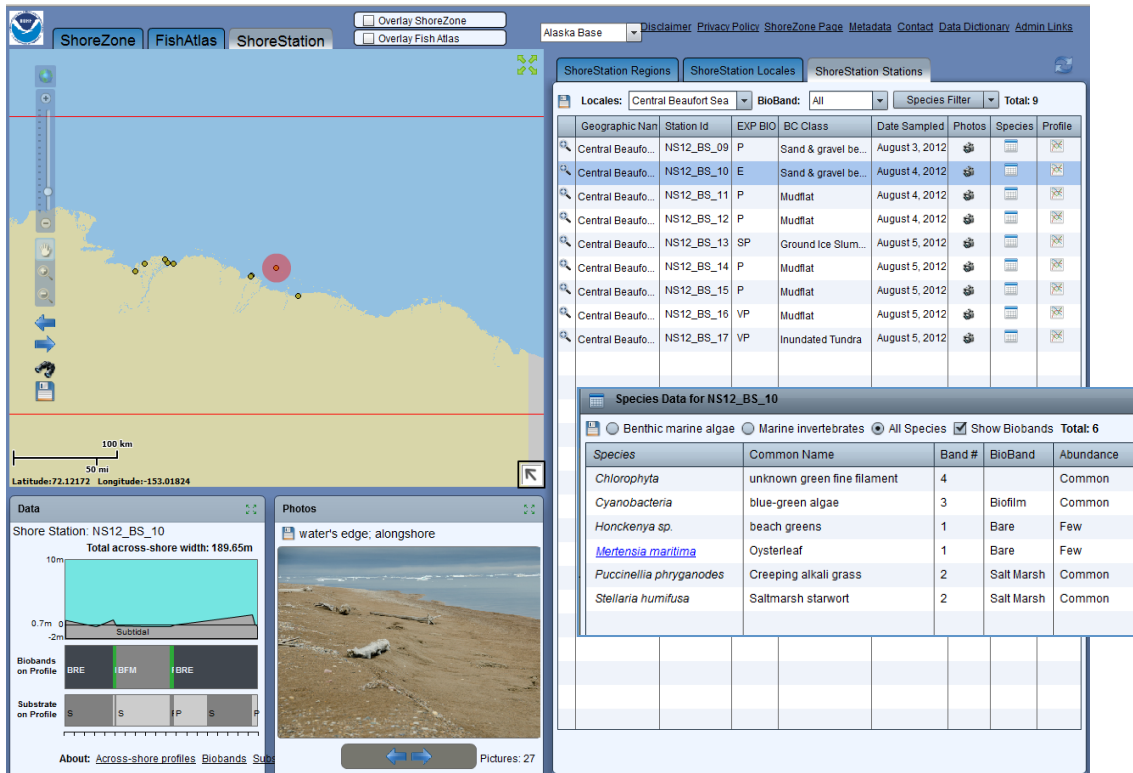 ShoreZone FishAtlas ShoreStation
Overlay ShoreZone
Overlay Fish Atlas
Alaska Base
Disclaimer Privacy Policy ShoreZone Page Metadata Contact Data Dictionary Admin Links
100 km
50 mi
Latitude:72.12172 Longitude:-153.01824
ShoreStation Regions ShoreStation Locales ShoreStation Stations
Locales: Central Beaufort Sea BioBand: All Species Filter Total: 9
Geographic Nan Station Id EXP BIO BC Class Date Sampled Photos Species Profile
Central Beaufo... NS12_BS_09 P Sand & gravel be... August 3, 2012
Central Beaufo... NS12_BS_10 E Sand & gravel be... August 4, 2012
Central Beaufo... NS12_BS_11 P Mudflat August 4, 2012
Central Beaufo... NS12_BS_12 P Mudflat August 4, 2012
Central Beaufo... NS12_BS_13 SP Ground Ice Slum... August 5, 2012
Central Beaufo... NS12_BS_14 P Mudflat August 5, 2012
Central Beaufo... NS12_BS_15 P Mudflat August 5, 2012
Central Beaufo... NS12_BS_16 VP Mudflat August 5, 2012
Central Beaufo... NS12_BS_17 VP Inundated Tundra August 5, 2012
Species Data for NS12_BS_10
Benthic marine algae Marine invertebrates All Species Show Biobands Total: 6
Species Common Name Band # BioBand Abundance
Chlorophyta unknown green fine filament 4 Common
Cyanobacteria blue-green algae 3 Biofilm Common
Honckenya sp. beach greens 1 Bare Few
Mertensia maritima Oysterleaf 1 Bare Few
Puccinellia phryganodes Creeping alkali grass 2 Salt Marsh Common
Stellaria humifusa Saltmarsh starwort 2 Salt Marsh Common
Data
Shore Station: NS12_BS_10
Total across-shore width: 189.65m
10m
0.7m 0
-2m
Subtidal
Biobands
on Profile
BRE BFM BRE
Substrate
on Profile
S S P S P
About: Across-shore profiles Biobands Subs
Photos
water's edge; alongshore
Pictures: 27